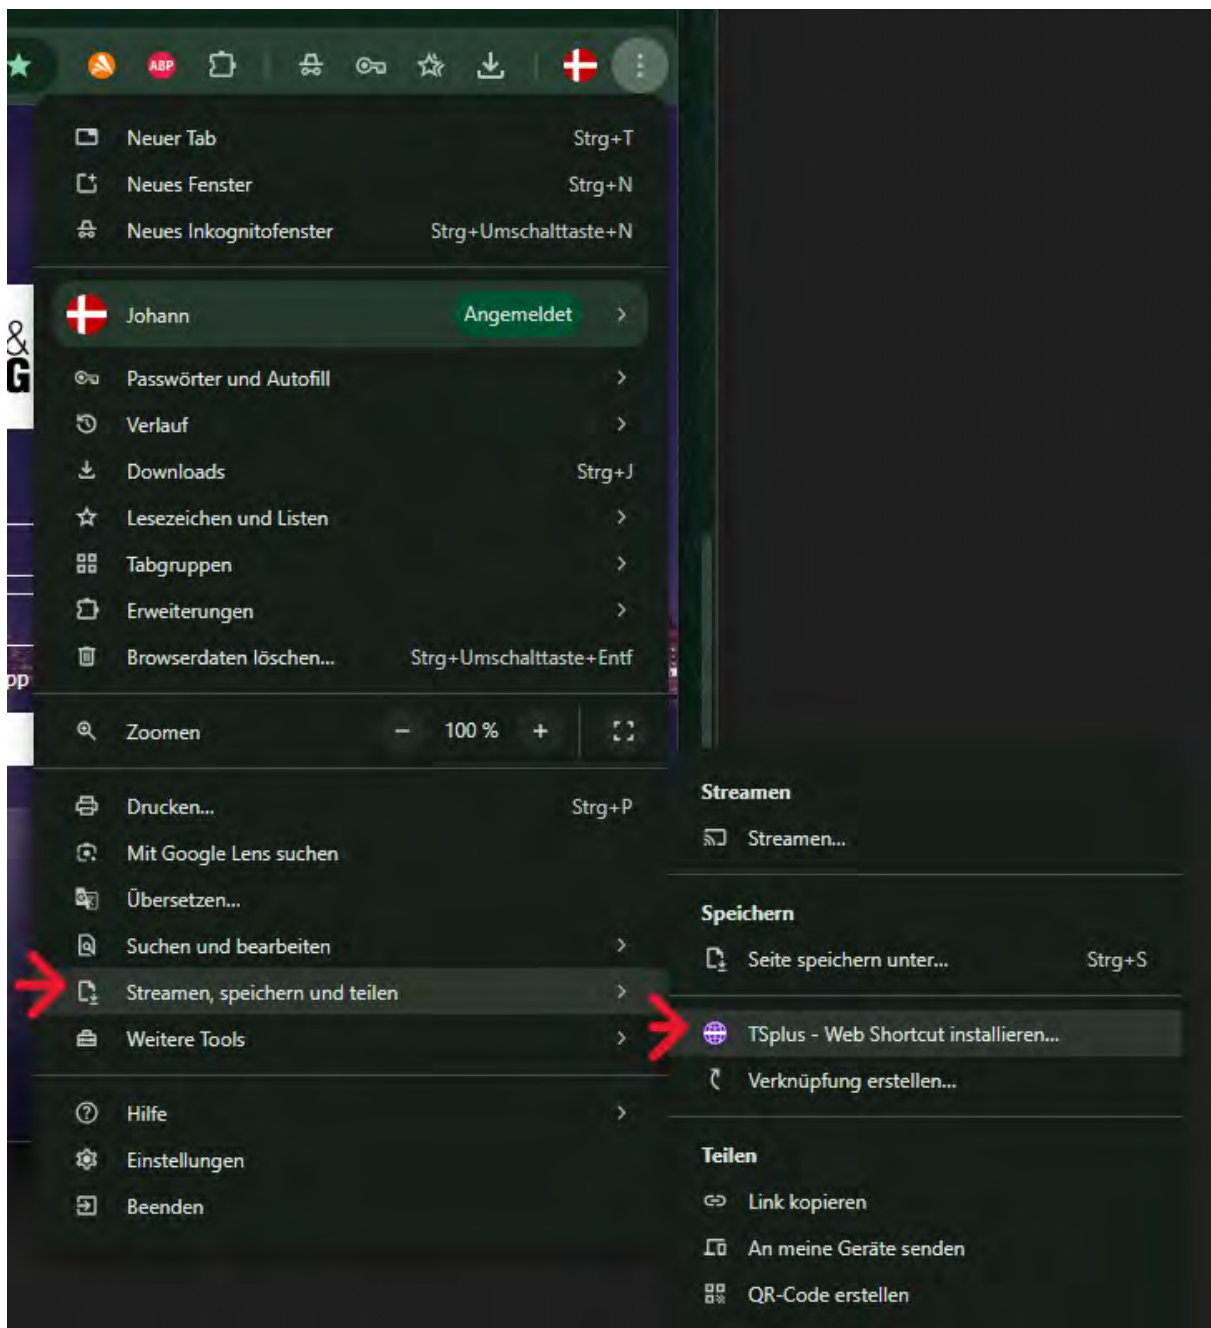 ABP
Neuer Tab Strg+T
Neues Fenster Strg+N
Neues Inkognitofenster Strg+Umschalttaste+N
Johann Angemeldet
&
G
Passwörter und Autofill
Verlauf
Downloads Strg+J
Lesezeichen und Listen
Tabgruppen
Erweiterungen
Browserdaten löschen... Strg+Umschalttaste+Entf
pp
Zoomen − 100 % +
Drucken... Strg+P
Mit Google Lens suchen
Übersetzen...
Suchen und bearbeiten
Streamen, speichern und teilen
Weitere Tools
Hilfe
Einstellungen
Beenden
Streamen
Streamen...
Speichern
Seite speichern unter... Strg+S
TSplus - Web Shortcut installieren...
Verknüpfung erstellen...
Teilen
Link kopieren
An meine Geräte senden
QR-Code erstellen